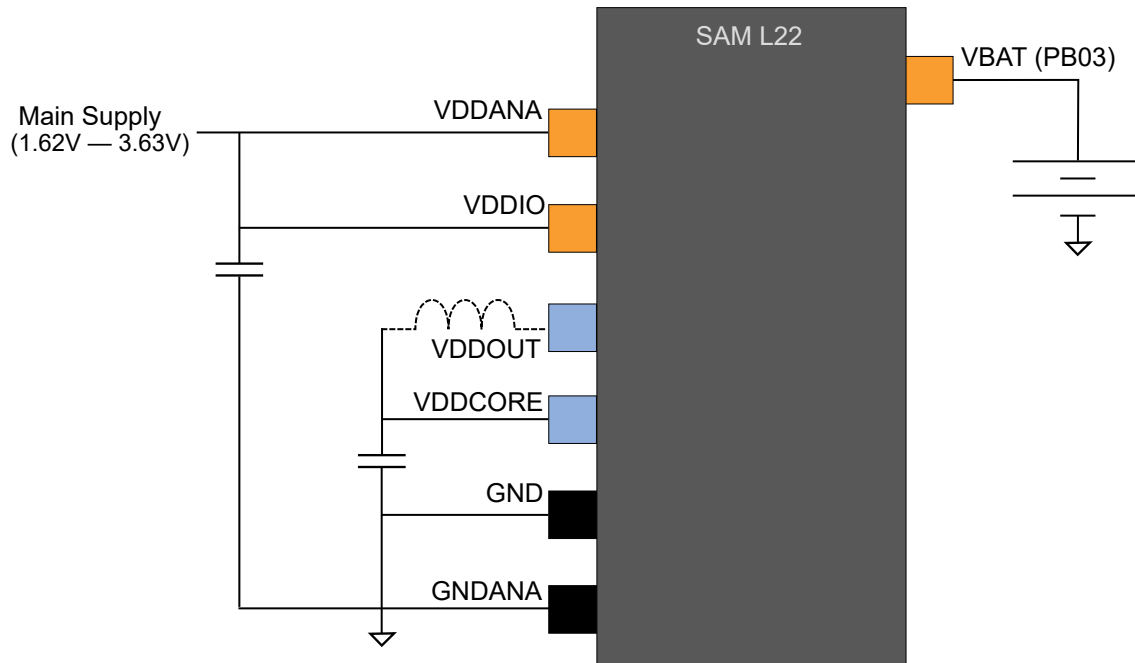 SAM L22
VBAT (PB03)
VDDANA
Main Supply
(1.62V — 3.63V)
VDDIO
VDDOUT
VDDCORE
GND
GNDANA